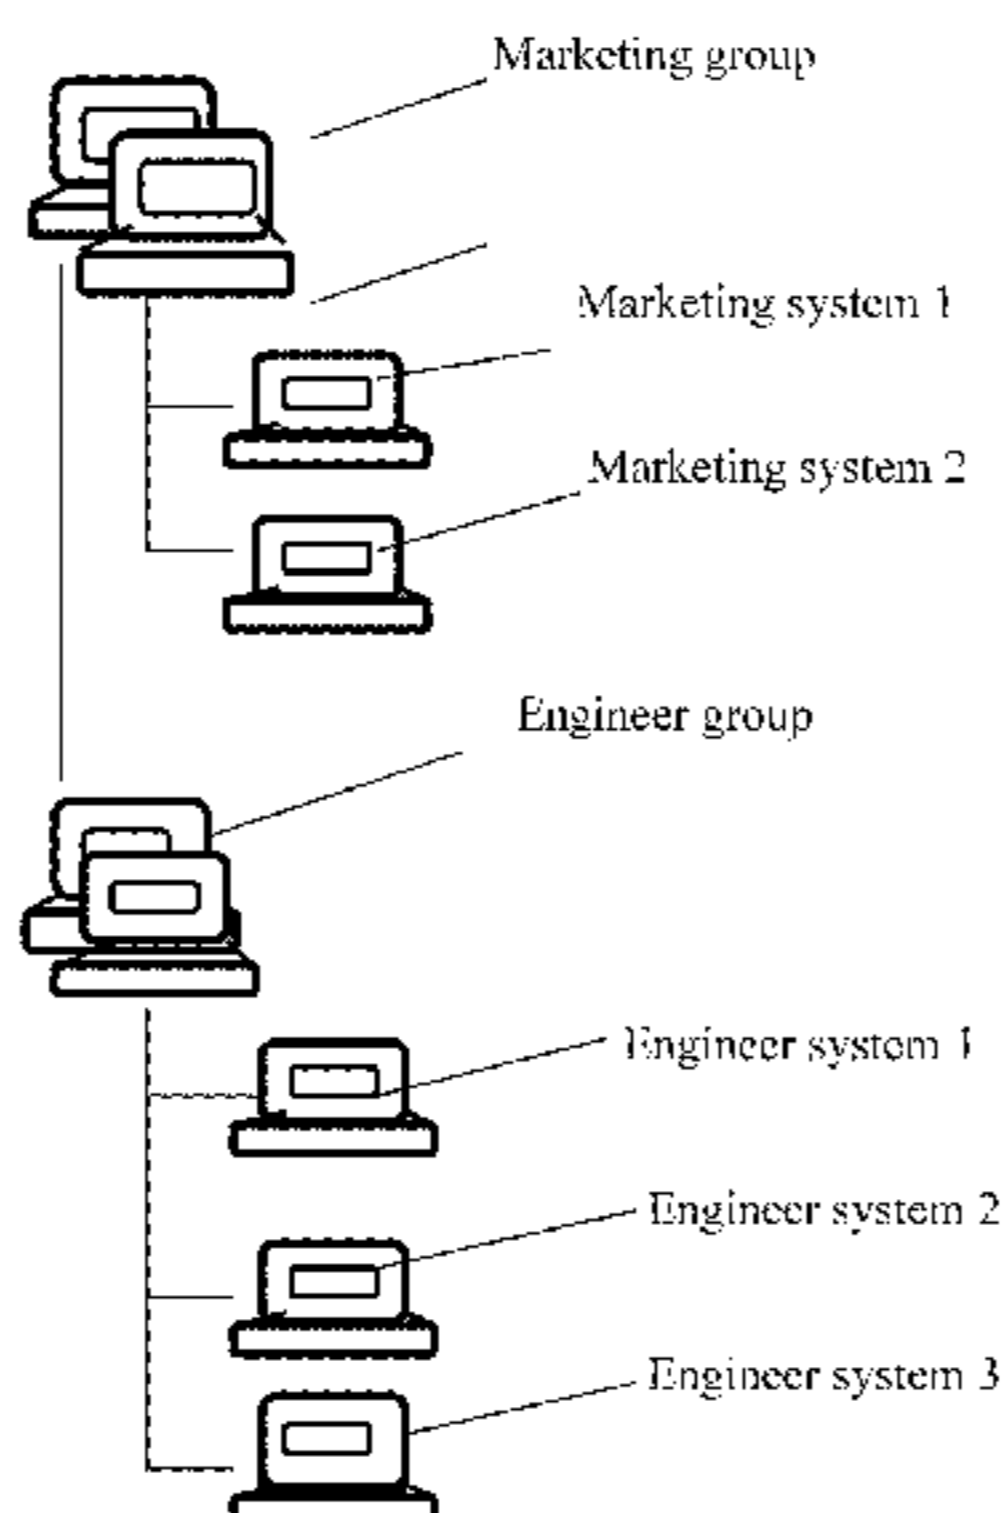 Marketing group
Marketing system 1
Marketing system 2
Engineer group
Engineer system 1
Engineer system 2
Engineer system 3